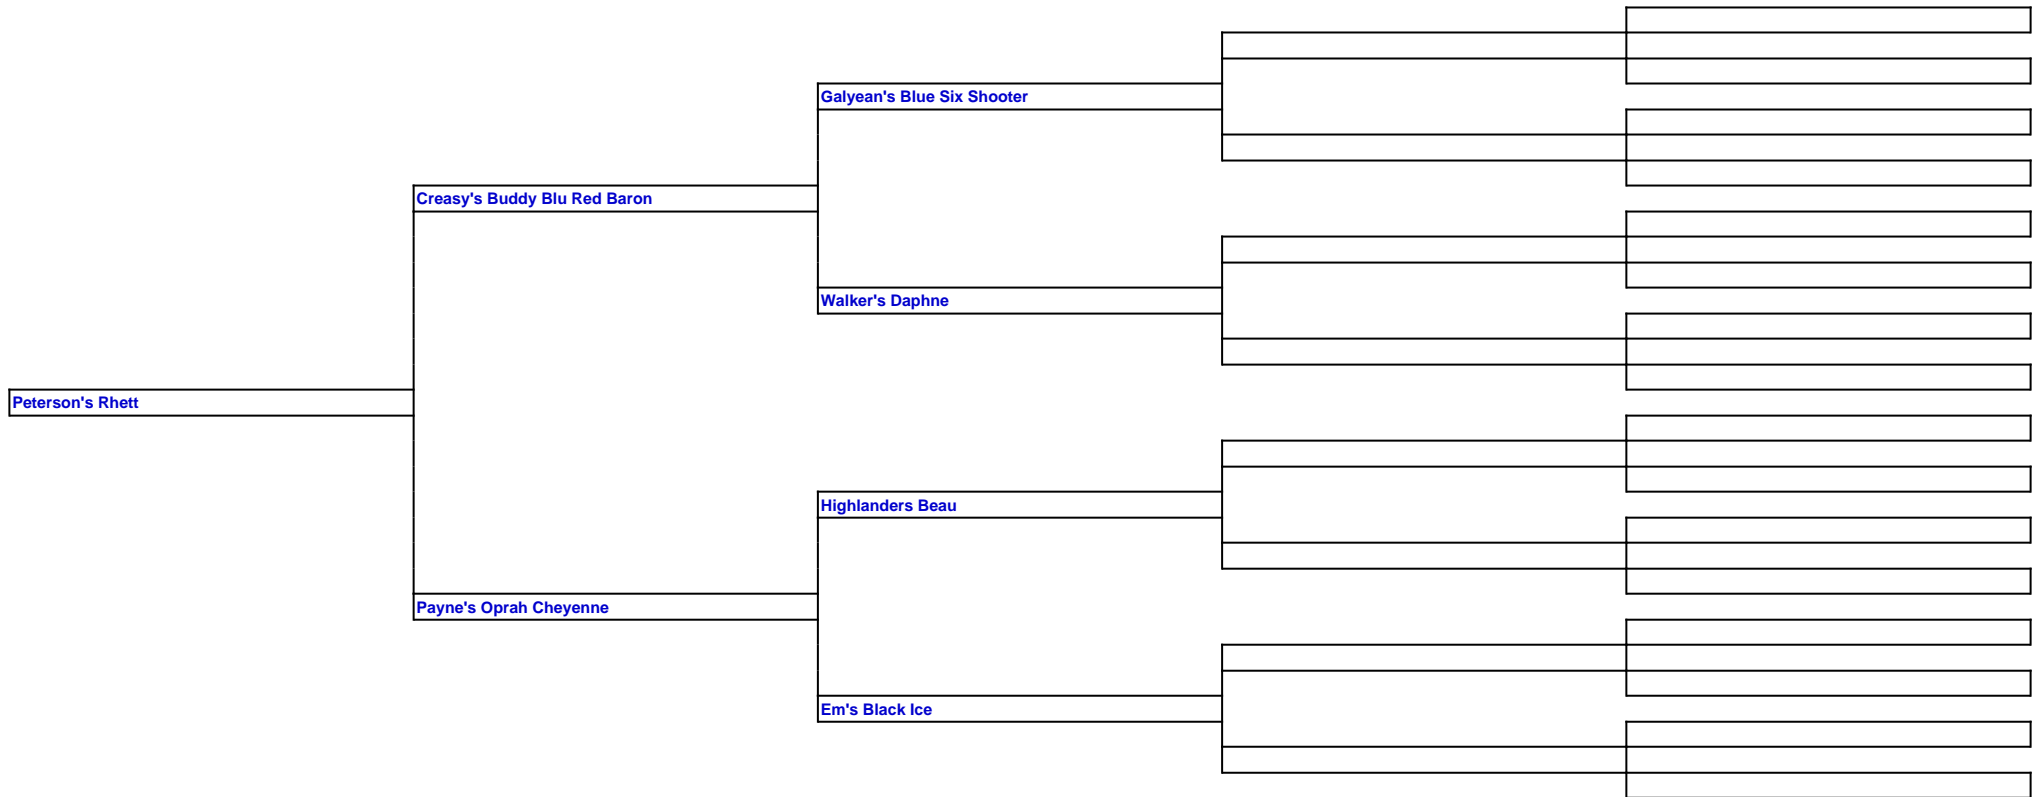 Galyean's Blue Six Shooter
Creasy's Buddy Blu Red Baron
Walker's Daphne
Peterson's Rhett
Highlanders Beau
Payne's Oprah Cheyenne
Em's Black Ice